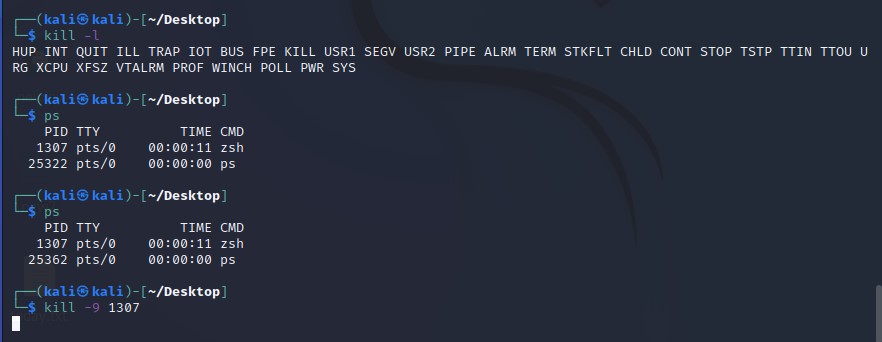 ┌──(kali㉿kali)-[~/Desktop]
└─$ kill -l
HUP INT QUIT ILL TRAP IOT BUS FPE KILL USR1 SEGV USR2 PIPE ALRM TERM STKFLT CHLD CONT STOP TSTP TTIN TTOU U
RG XCPU XFSZ VTALRM PROF WINCH POLL PWR SYS
┌──(kali㉿kali)-[~/Desktop]
└─$ ps
    PID TTY          TIME CMD
   1307 pts/0    00:00:11 zsh
  25322 pts/0    00:00:00 ps
┌──(kali㉿kali)-[~/Desktop]
└─$ ps
    PID TTY          TIME CMD
   1307 pts/0    00:00:11 zsh
  25362 pts/0    00:00:00 ps
┌──(kali㉿kali)-[~/Desktop]
└─$ kill -9 1307